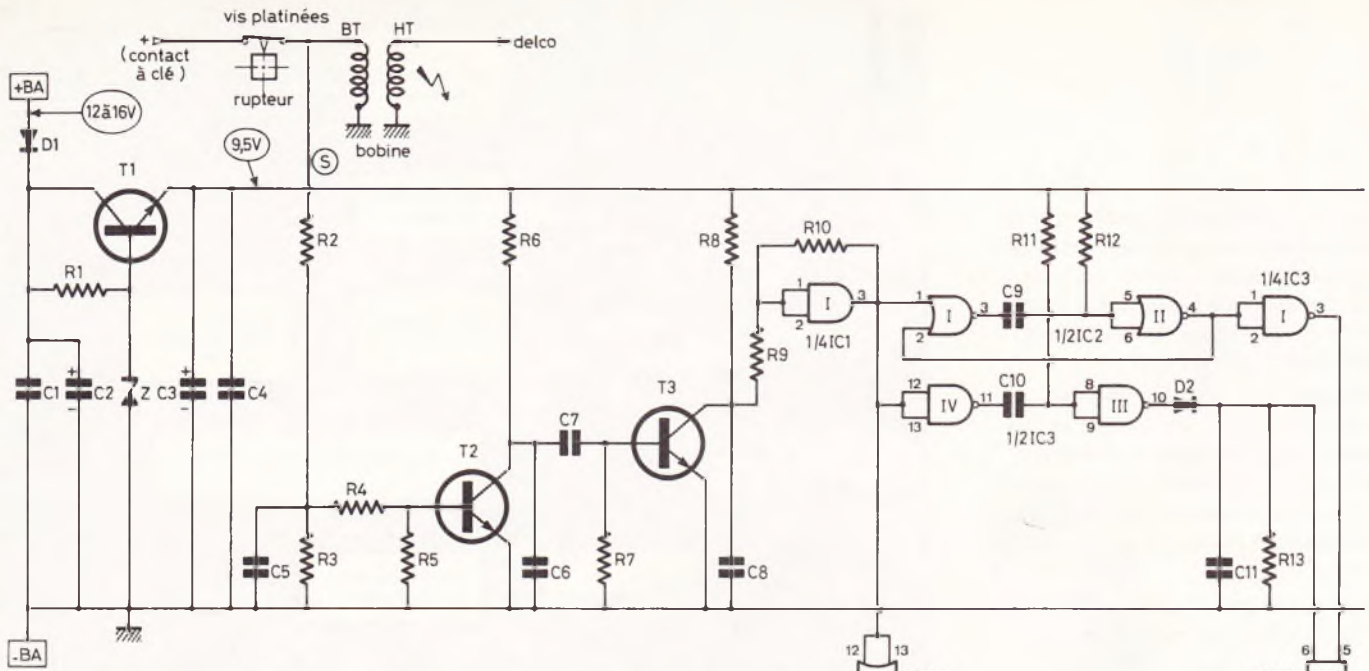 vis platinées
BT
HT
+
(contact
à clé)
delco
rupteur
bobine
+BA
12à16V
D1
T1
9,5V
S
R2
R6
R8
R10
R11
R12
1/4IC3
R1
1
2
I
3
1/4IC1
1
2
I
3
C9
1/2IC2
5
6
II
4
1
2
I
3
R9
C1
+
C2
-
Z
+
C3
-
C4
T3
C7
12
13
IV
11
C10
1/2IC3
8
9
III
10
D2
T2
R4
C5
R3
R5
C6
R7
C8
C11
R13
-BA
12
13
6
5